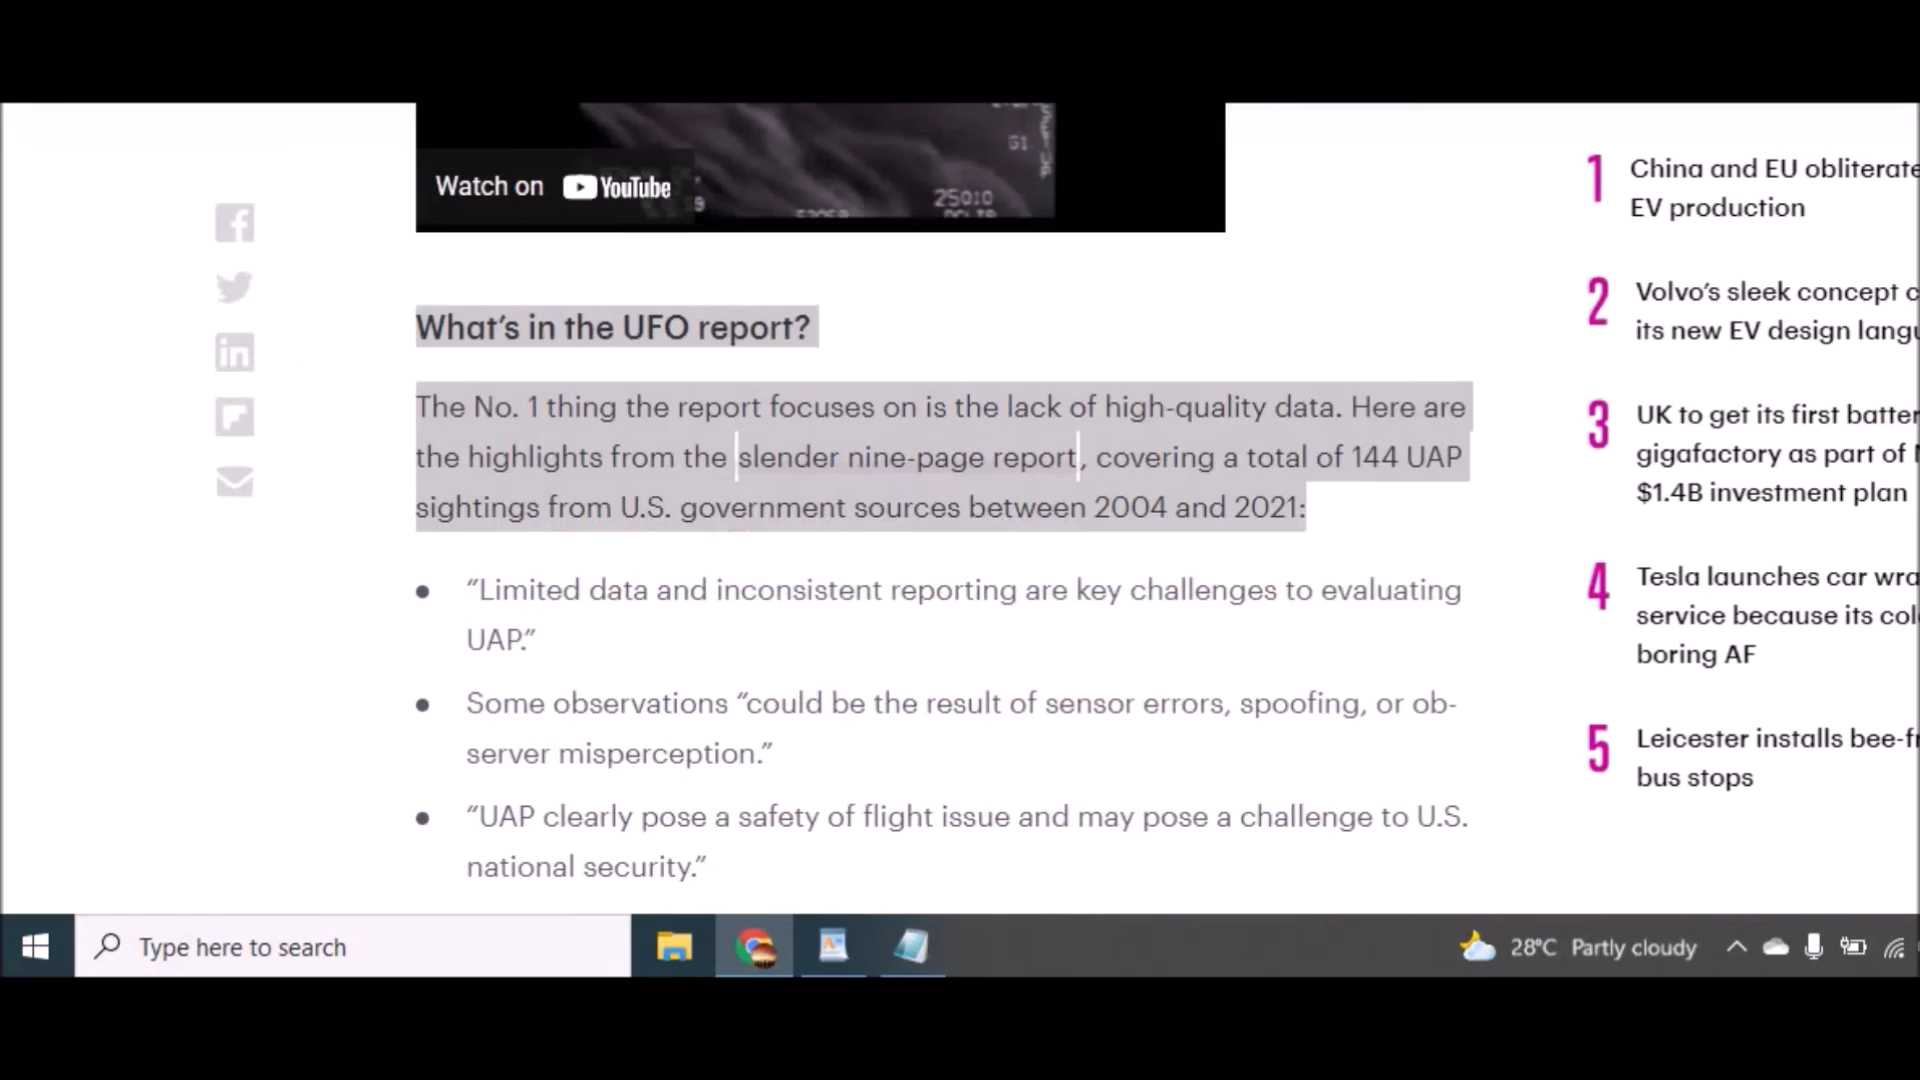 G1
Watch on YouTube
25010
What's in the UFO report?
The No. 1 thing the report focuses on is the lack of high-quality data. Here are
the highlights from the slender nine-page report, covering a total of 144 UAP
sightings from U.S. government sources between 2004 and 2021:
• “Limited data and inconsistent reporting are key challenges to evaluating
UAP.”
• Some observations “could be the result of sensor errors, spoofing, or ob-
server misperception.”
• “UAP clearly pose a safety of flight issue and may pose a challenge to U.S.
national security.”
1 China and EU obliterate
EV production
2 Volvo’s sleek concept c
its new EV design langu
3 UK to get its first batter
gigafactory as part of N
$1.4B investment plan
4 Tesla launches car wra
service because its col
boring AF
5 Leicester installs bee-fr
bus stops
Type here to search
28°C Partly cloudy